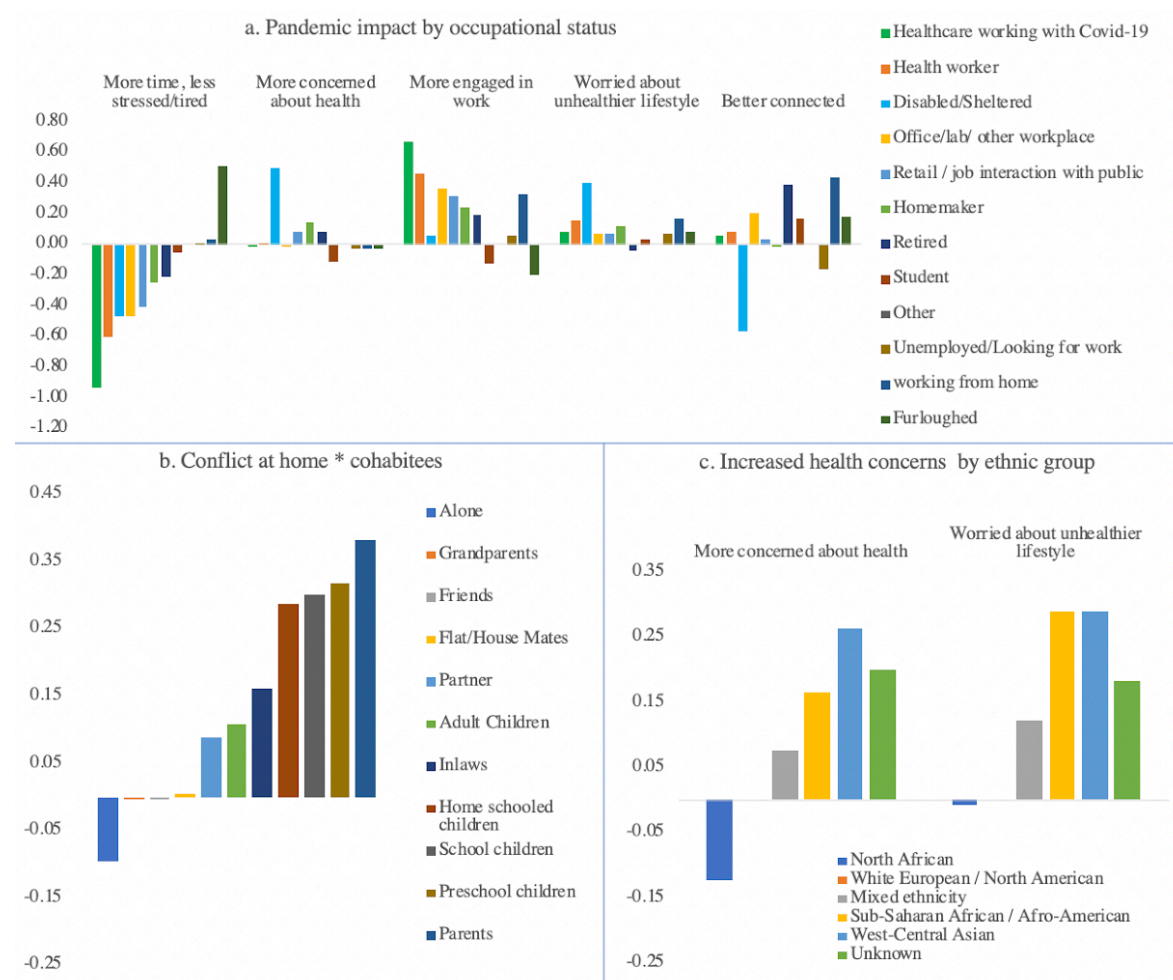 a. Pandemic impact by occupational status
More time, less
stressed/tired
More concerned
about health
More engaged in
work
Worried about
unhealthier lifestyle
Better connected
0.80
0.60
0.40
0.20
0.00
-0.20
-0.40
-0.60
-0.80
-1.00
-1.20
Healthcare working with Covid-19
Health worker
Disabled/Sheltered
Office/lab/ other workplace
Retail / job interaction with public
Homemaker
Retired
Student
Other
Unemployed/Looking for work
working from home
Furloughed
b. Conflict at home * cohabitees
0.45
0.35
0.25
0.15
0.05
-0.05
-0.15
-0.25
Alone
Grandparents
Friends
Flat/House Mates
Partner
Adult Children
Inlaws
Home schooled
children
School children
Preschool children
Parents
c. Increased health concerns by ethnic group
More concerned about health
Worried about unhealthier
lifestyle
0.35
0.25
0.15
0.05
-0.05
-0.15
-0.25
North African
White European / North American
Mixed ethnicity
Sub-Saharan African / Afro-American
West-Central Asian
Unknown